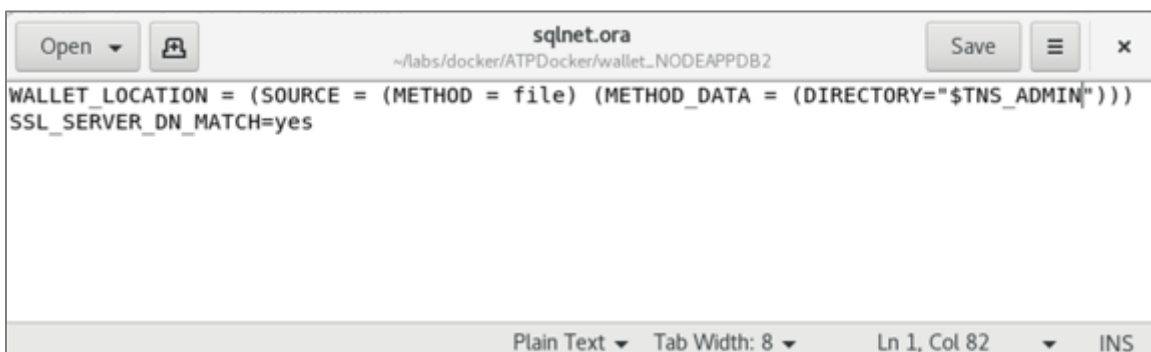 Open
sqlnet.ora
~/labs/docker/ATPDocker/wallet_NODEAPPDB2
Save
WALLET_LOCATION = (SOURCE = (METHOD = file) (METHOD_DATA = (DIRECTORY="$TNS_ADMIN")))
SSL_SERVER_DN_MATCH=yes
Plain Text Tab Width: 8 Ln 1, Col 82 INS